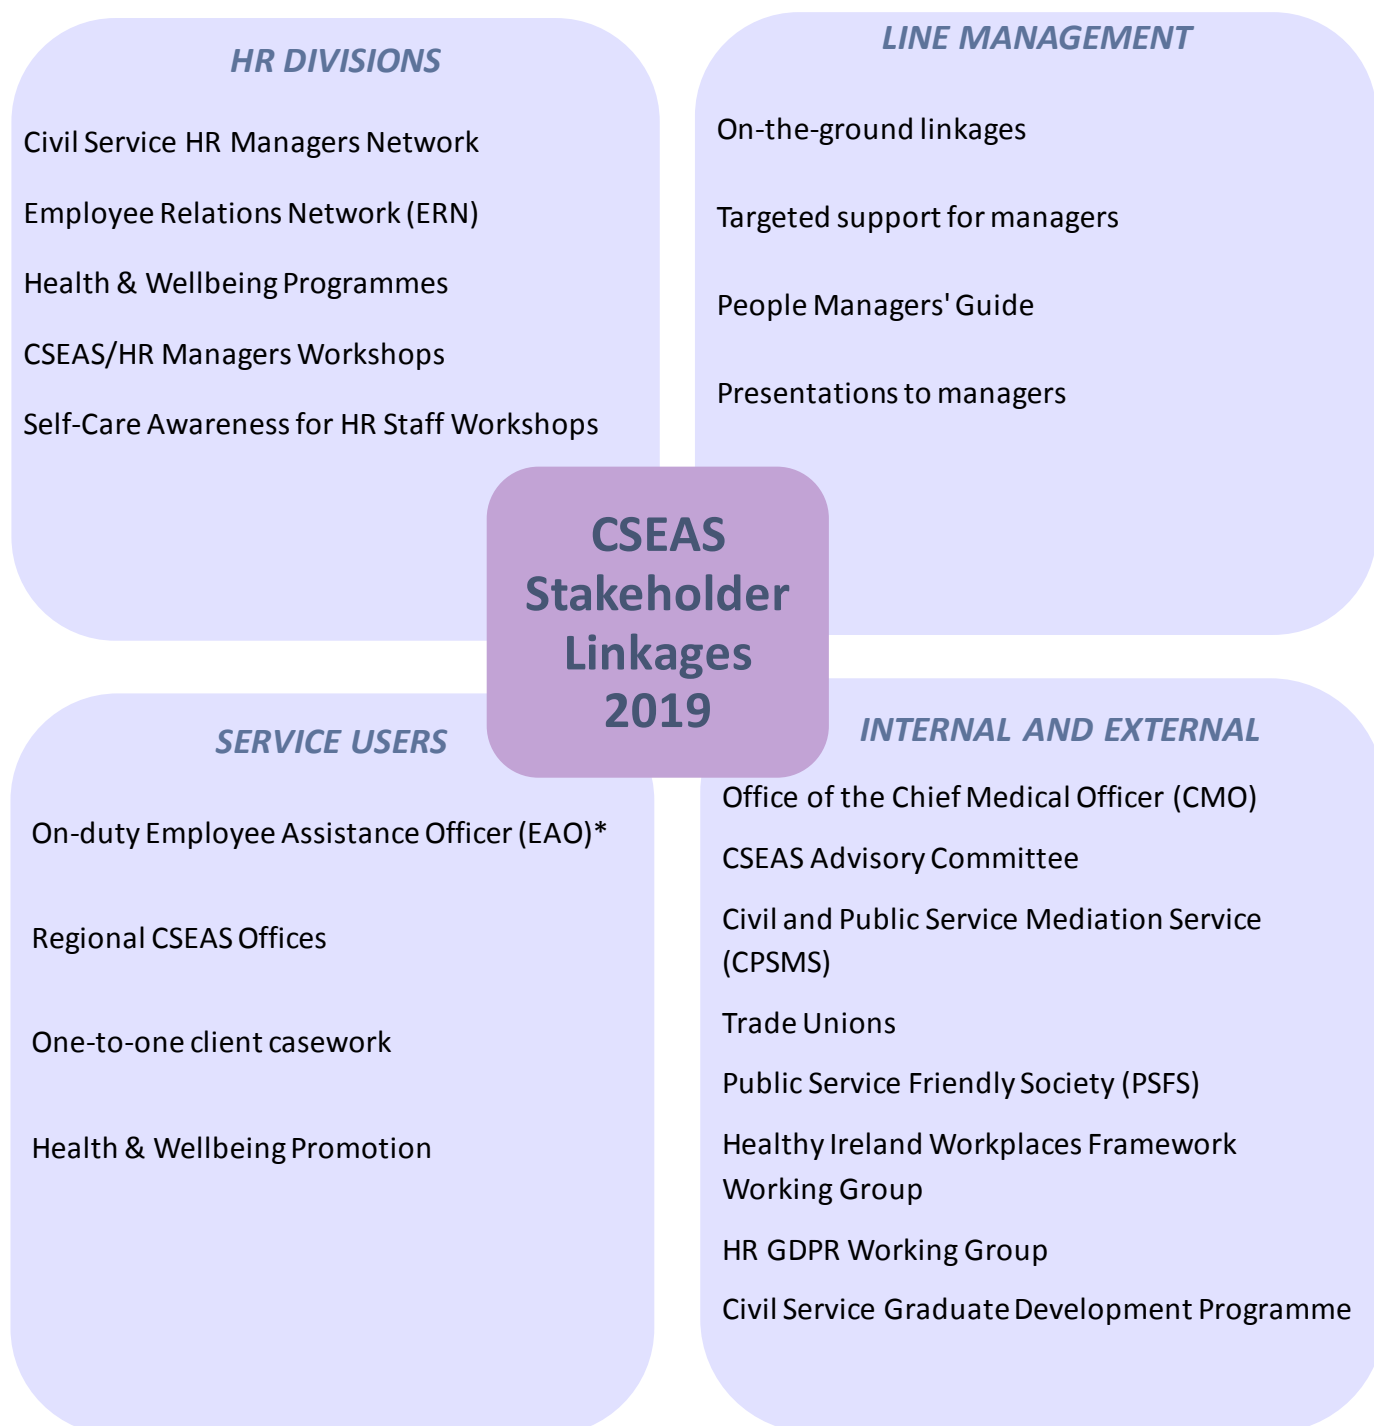 HR DIVISIONS
Civil Service HR Managers Network
Employee Relations Network (ERN)
Health & Wellbeing Programmes
CSEAS/HR Managers Workshops
Self-Care Awareness for HR Staff Workshops
LINE MANAGEMENT
On-the-ground linkages
Targeted support for managers
People Managers' Guide
Presentations to managers
CSEAS
Stakeholder
Linkages
2019
SERVICE USERS
On-duty Employee Assistance Officer (EAO)*
Regional CSEAS Offices
One-to-one client casework
Health & Wellbeing Promotion
INTERNAL AND EXTERNAL
Office of the Chief Medical Officer (CMO)
CSEAS Advisory Committee
Civil and Public Service Mediation Service
(CPSMS)
Trade Unions
Public Service Friendly Society (PSFS)
Healthy Ireland Workplaces Framework
Working Group
HR GDPR Working Group
Civil Service Graduate Development Programme